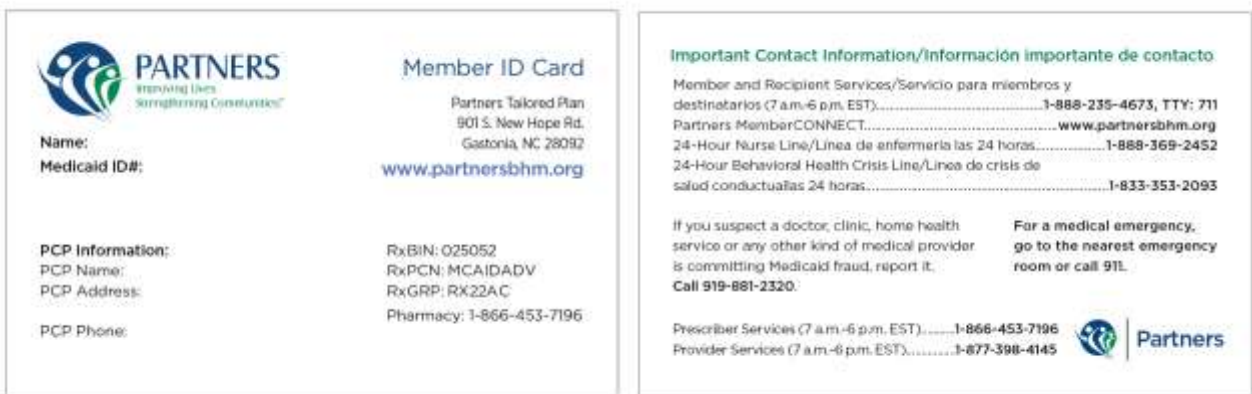 PARTNERS
Improving Lives
Strengthening Communities®
Member ID Card
Partners Tailored Plan
901 S. New Hope Rd.
Gastonia, NC 28092
www.partnersbhm.org
Name:
Medicaid ID#:
PCP Information:
PCP Name:
PCP Address:
PCP Phone:
RxBIN: 025052
RxPCN: MCAIDADV
RxGRP: RX22AC
Pharmacy: 1-866-453-7196
Important Contact Information/Información importante de contacto
Member and Recipient Services/Servicio para miembros y
destinatarios (7 a.m.-6 p.m. EST)........1-888-235-4673, TTY: 711
Partners MemberCONNECT........www.partnersbhm.org
24-Hour Nurse Line/Línea de enfermería las 24 horas........1-888-369-2452
24-Hour Behavioral Health Crisis Line/Línea de crisis de
salud conductuallas 24 horas........1-833-353-2093
If you suspect a doctor, clinic, home health
service or any other kind of medical provider
is committing Medicaid fraud, report it.
Call 919-881-2320.
For a medical emergency,
go to the nearest emergency
room or call 911.
Prescriber Services (7 a.m.-6 p.m. EST)........1-866-453-7196
Provider Services (7 a.m.-6 p.m. EST)........1-877-398-4145
Partners